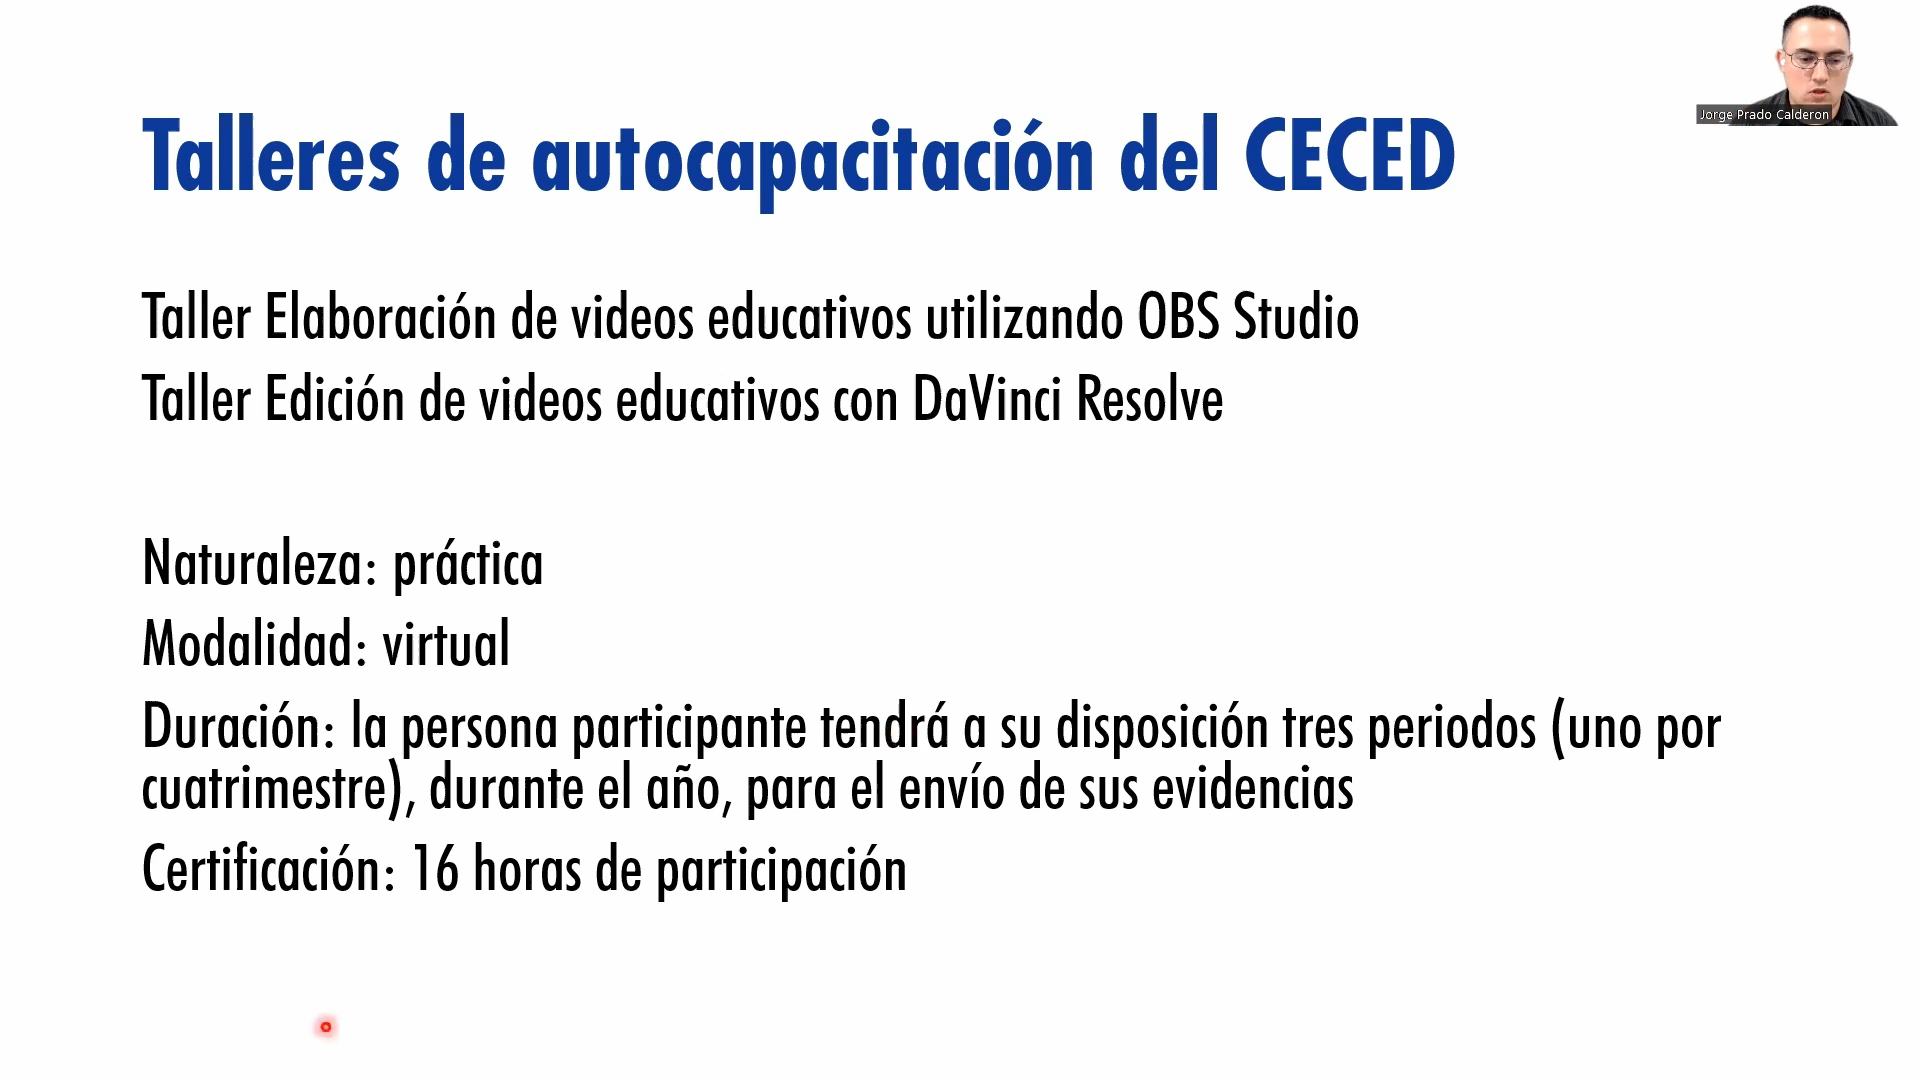 Jorge Prado Calderon
Talleres de autocapacitación del CECED
Taller Elaboración de videos educativos utilizando OBS Studio
Taller Edición de videos educativos con DaVinci Resolve
Naturaleza: práctica
Modalidad: virtual
Duración: la persona participante tendrá a su disposición tres periodos (uno por
cuatrimestre), durante el año, para el envío de sus evidencias
Certificación: 16 horas de participación